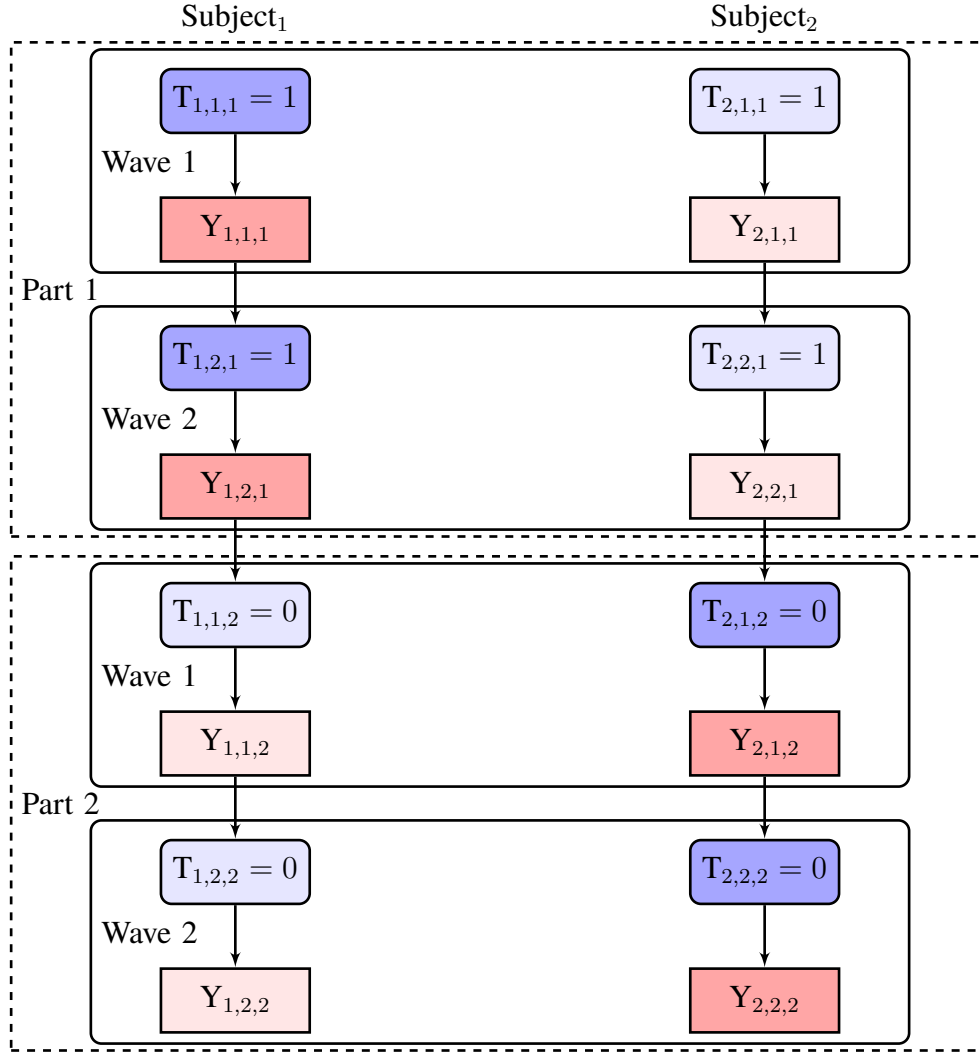 Subject₁ Subject₂
T₁,₁,₁ = 1 T₂,₁,₁ = 1
Wave 1
Y₁,₁,₁ Y₂,₁,₁
Part 1
T₁,₂,₁ = 1 T₂,₂,₁ = 1
Wave 2
Y₁,₂,₁ Y₂,₂,₁
T₁,₁,₂ = 0 T₂,₁,₂ = 0
Wave 1
Y₁,₁,₂ Y₂,₁,₂
Part 2
T₁,₂,₂ = 0 T₂,₂,₂ = 0
Wave 2
Y₁,₂,₂ Y₂,₂,₂